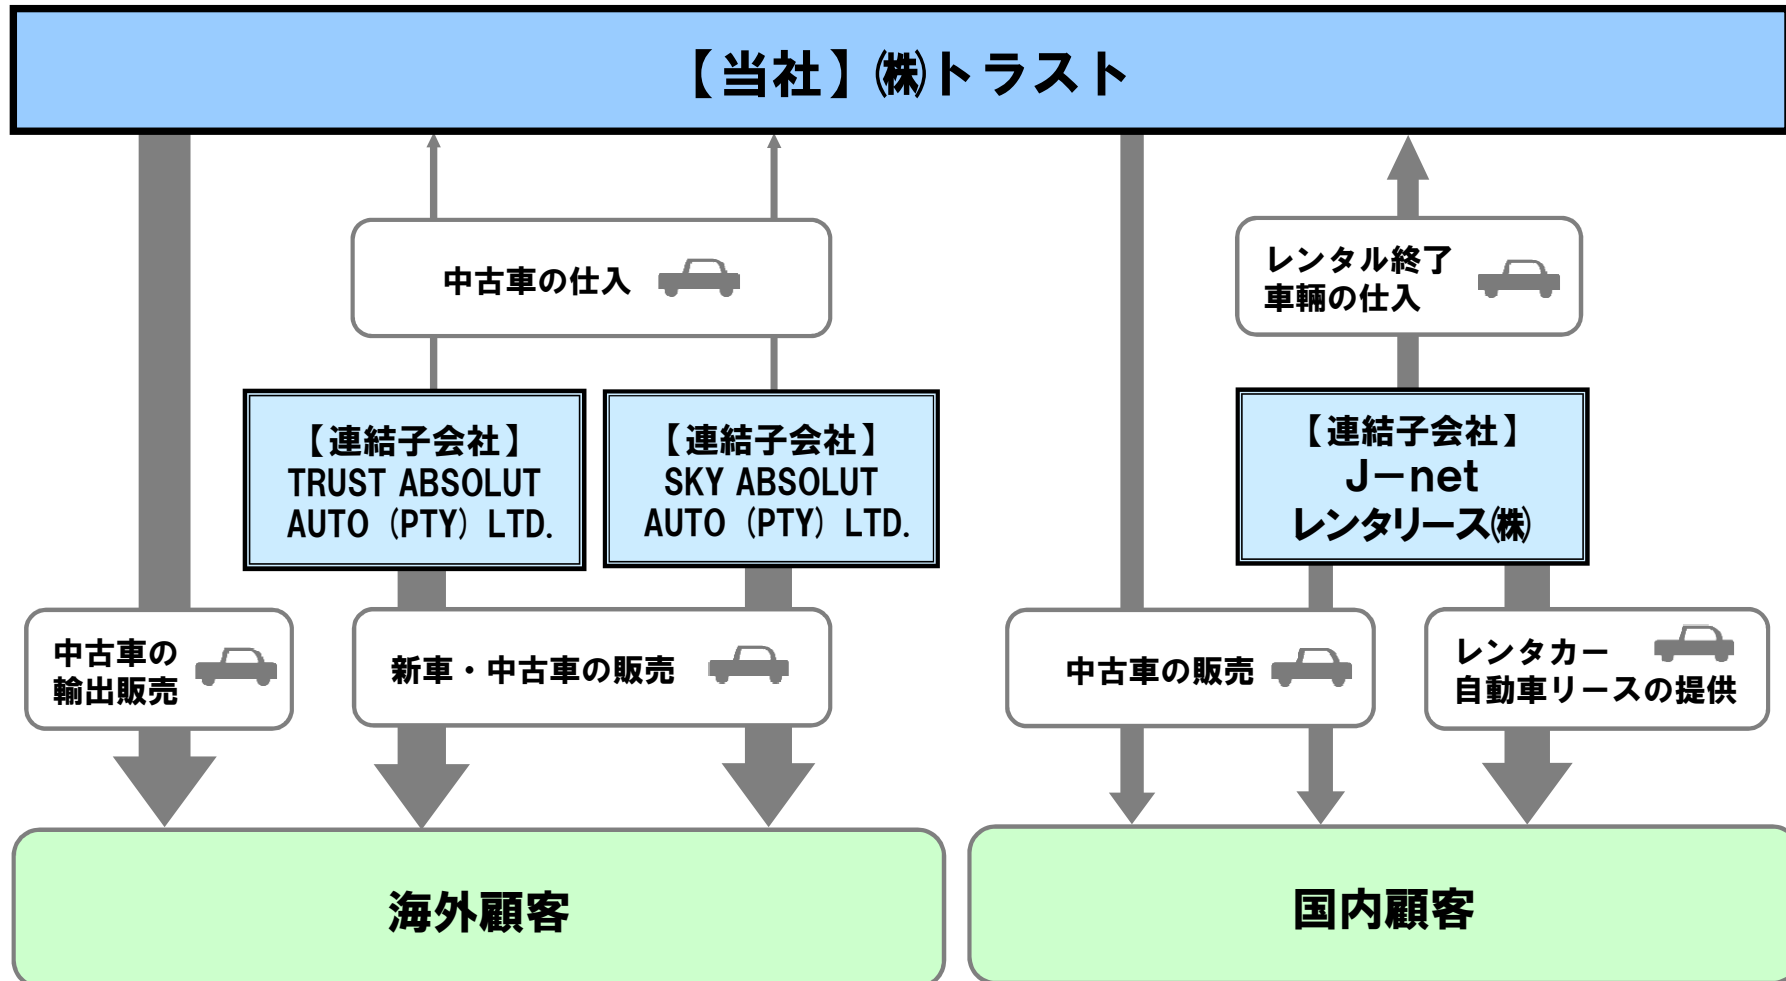 【当社】㈱トラスト
中古車の仕入
レンタル終了
車輌の仕入
【連結子会社】
TRUST ABSOLUT
AUTO (PTY) LTD.
【連結子会社】
SKY ABSOLUT
AUTO (PTY) LTD.
【連結子会社】
J－net
レンタリース㈱
中古車の
輸出販売
新車・中古車の販売
中古車の販売
レンタカー
自動車リースの提供
海外顧客
国内顧客